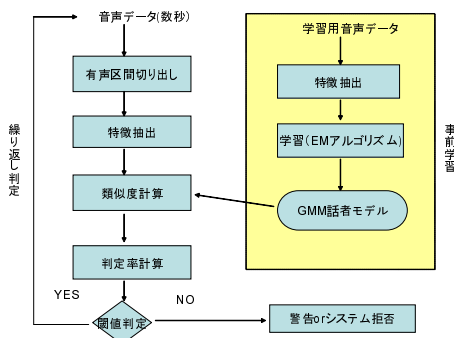 音声データ(数秒)
有声区間切り出し
特徴抽出
類似度計算
判定率計算
閾値判定
YES
NO
繰り返し判定
警告orシステム拒否
学習用音声データ
特徴抽出
学習(EMアルゴリズム)
GMM話者モデル
事前学習